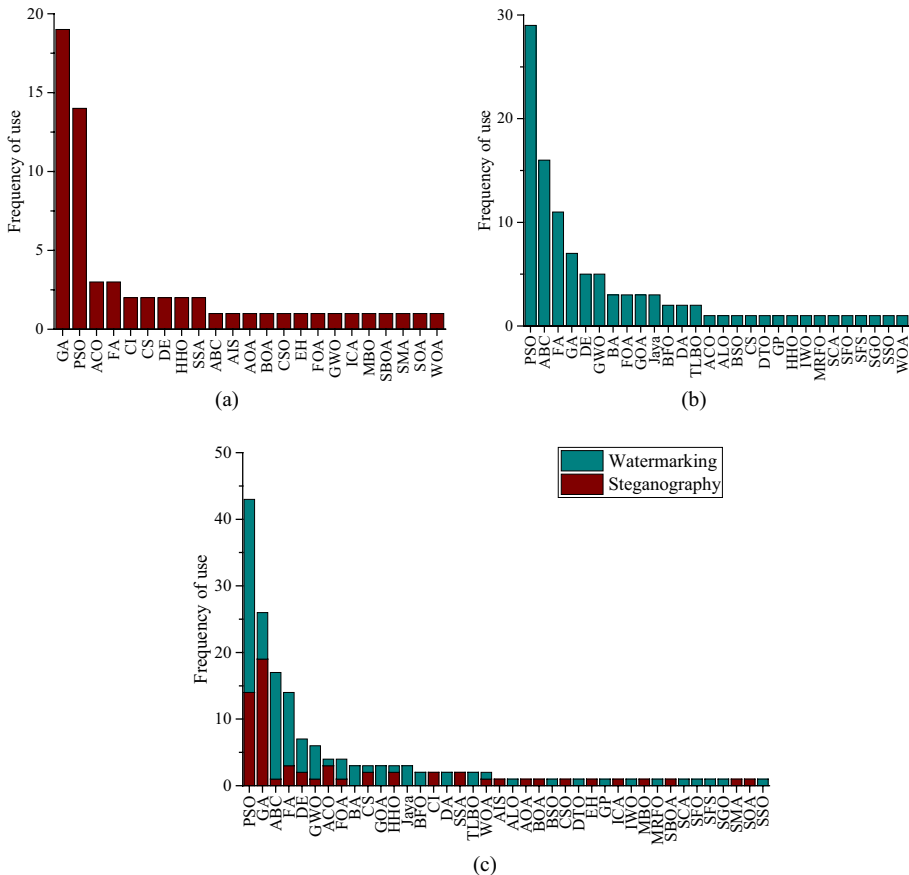 20
15
10
5
0
Frequency of use
GA PSO ACO FA CI CS DE HHO SSA ABC AIS AOA BOA CSO EH FOA GWO ICA MBO SBOA SMA SOA WOA
(a)
30
20
10
0
Frequency of use
PSO ABC FA GA DE GWO BA FOA GOA Java BFO DA TLBO ACO ALO BSO CS DTO GP HHO IWO MRFO SCA SFO SFS SGO SSO WOA
(b)
50
40
30
20
10
0
Frequency of use
Watermarking
Steganography
PSO GA ABC FA DE GWO ACO FOA BA CS GOA HHO Java BFO CI DA SSA TLBO WOA AIS ALO AOA BOA BSO CSO DTO EH GP ICA IWO MBO MRFO SBOA SCA SFO SFS SGO SMA SOA SSO
(c)